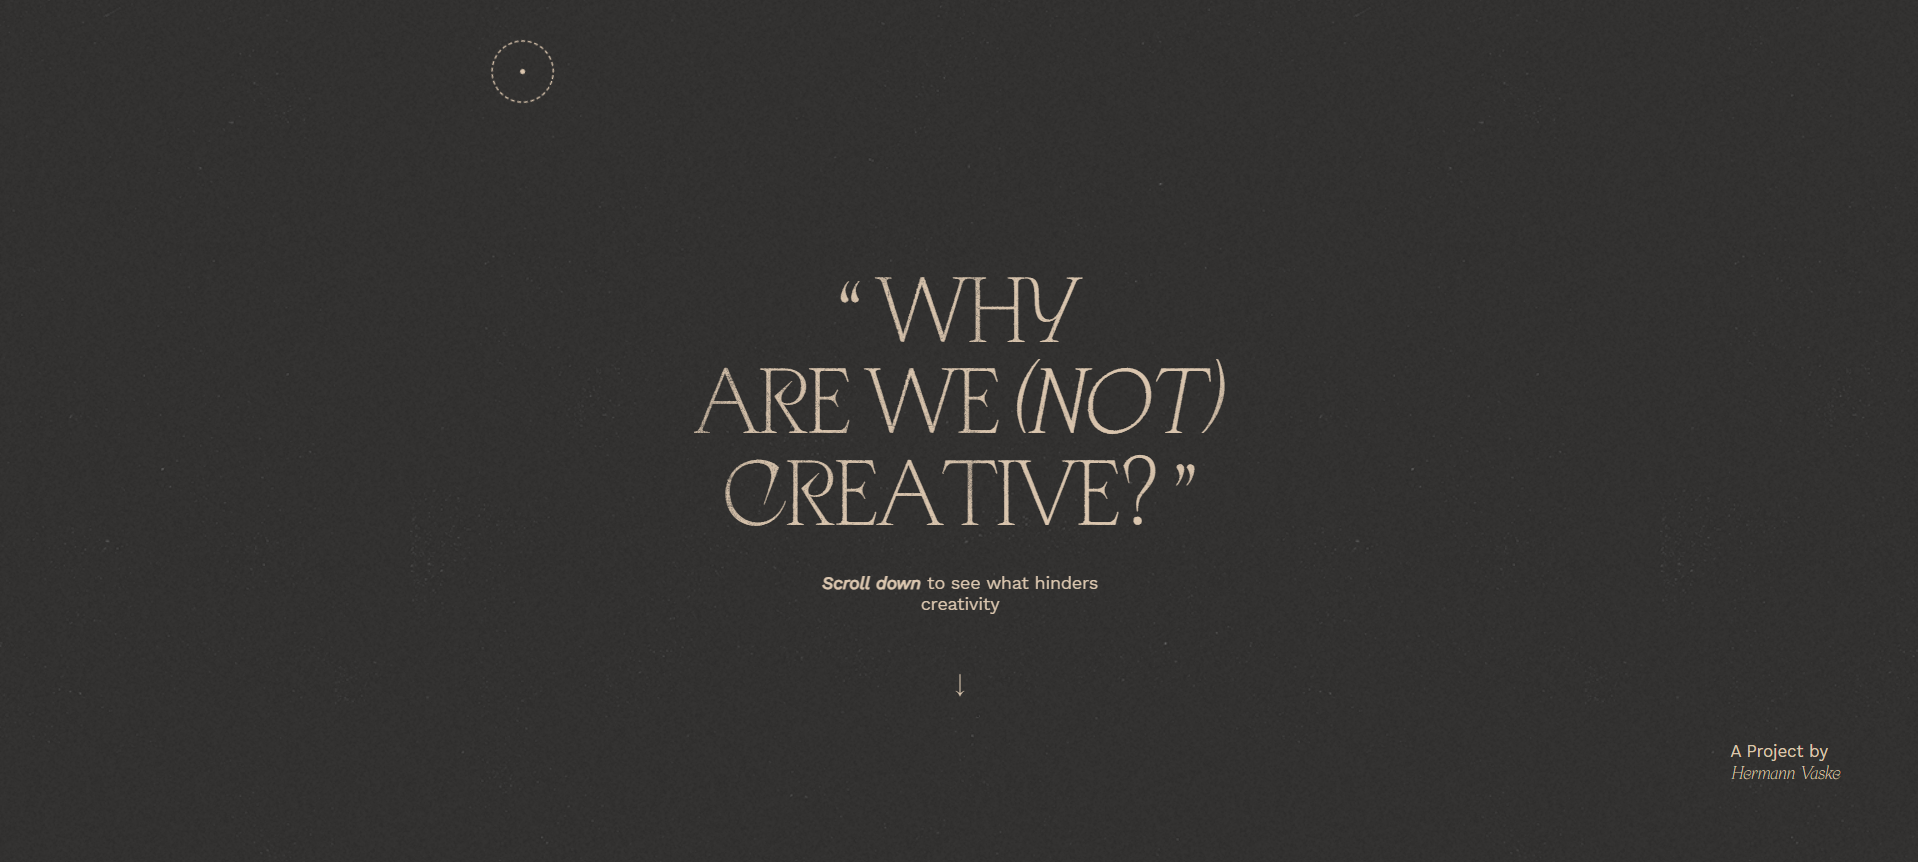 “ WHY
ARE WE (NOT)
CREATIVE? ”
Scroll down to see what hinders
creativity
↓
A Project by
Hermann Vaske